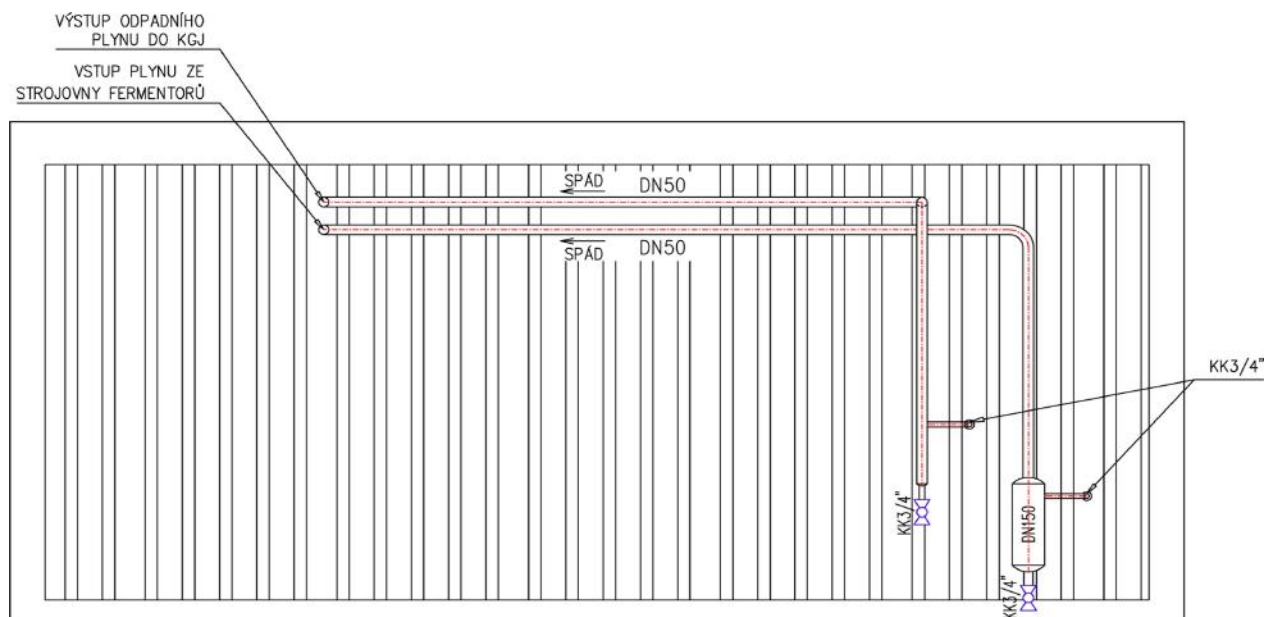 VÝSTUP ODPADNÍHO
PLYNU DO KGJ
VSTUP PLYNU ZE
STROJOVNY FERMENTORŮ
SPÁD
DN50
SPÁD
DN50
KK3/4"
KK3/4"
DN150
KK3/4"